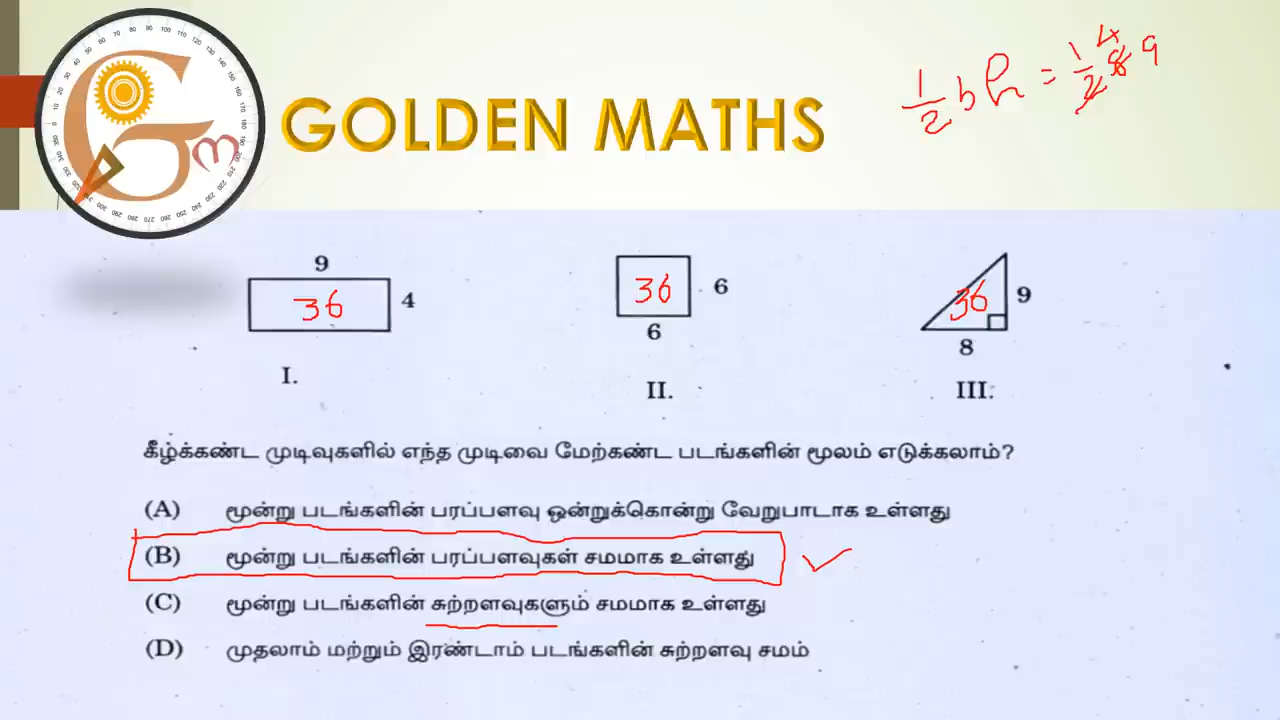 GOLDEN MATHS
1/2 b h = 1/2 8 9
4
9
36
4
36
6
6
36
9
8
I.
II.
III.
கீழ்க்கண்ட முடிவுகளில் எந்த முடிவை மேற்கண்ட படங்களின் மூலம் எடுக்கலாம்?
(A) மூன்று படங்களின் பரப்பளவு ஒன்றுக்கொன்று வேறுபாடாக உள்ளது
(B) மூன்று படங்களின் பரப்பளவுகள் சமமாக உள்ளது
(C) மூன்று படங்களின் சுற்றளவுகளும் சமமாக உள்ளது
(D) முதலாம் மற்றும் இரண்டாம் படங்களின் சுற்றளவு சமம்